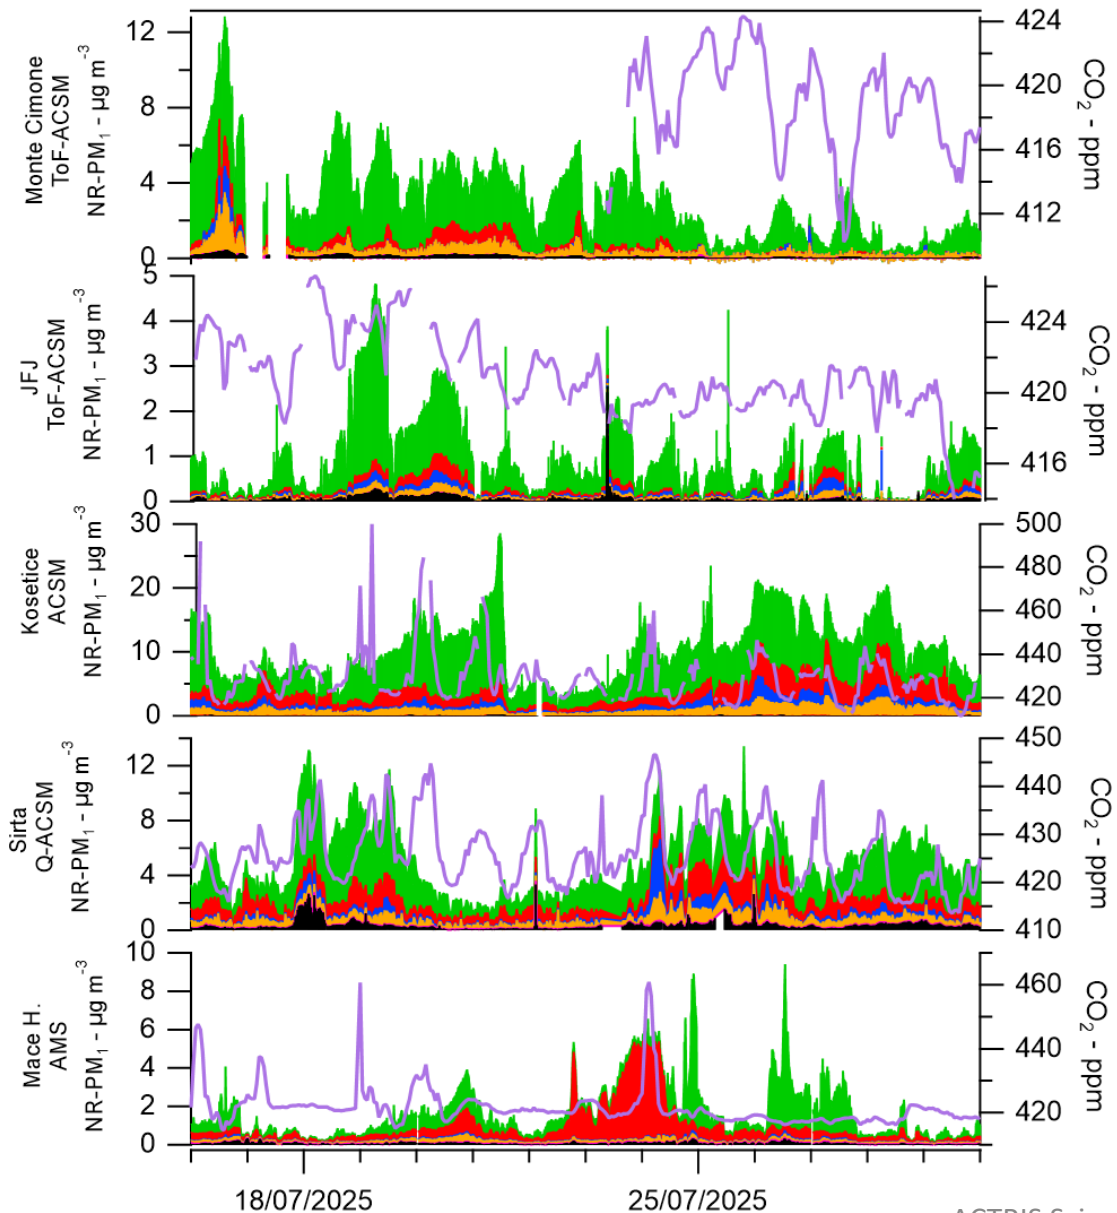 Monte Cimone
ToF-ACSM
NR-PM₁ - µg m⁻³
12
8
4
0
424
420
416
412
CO₂ - ppm
JFJ
ToF-ACSM
NR-PM₁ - µg m⁻³
5
4
3
2
1
0
424
420
416
CO₂ - ppm
Kosetice
ACSM
NR-PM₁ - µg m⁻³
30
20
10
0
500
480
460
440
420
CO₂ - ppm
Sirta
Q-ACSM
NR-PM₁ - µg m⁻³
12
8
4
0
450
440
430
420
410
CO₂ - ppm
Mace H.
AMS
NR-PM₁ - µg m⁻³
10
8
6
4
2
0
460
440
420
CO₂ - ppm
18/07/2025
25/07/2025